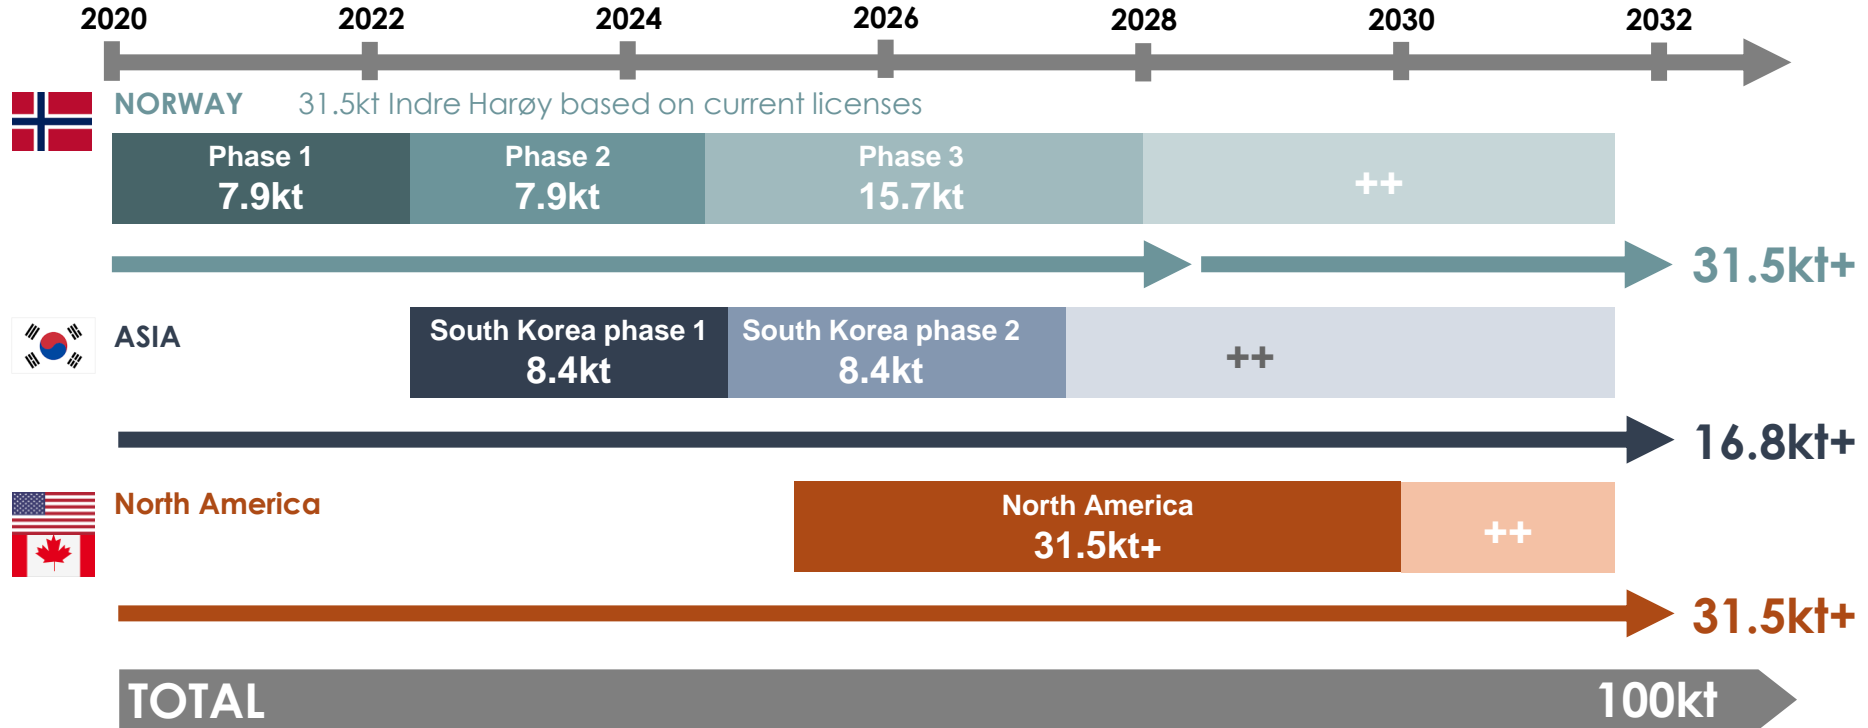 2020 2022 2024 2026 2028 2030 2032
NORWAY 31.5kt Indre Harøy based on current licenses
Phase 1 Phase 2 Phase 3
7.9kt 7.9kt 15.7kt ++
31.5kt+
ASIA
South Korea phase 1 South Korea phase 2
8.4kt 8.4kt ++
16.8kt+
North America
North America
31.5kt+ ++
31.5kt+
TOTAL 100kt